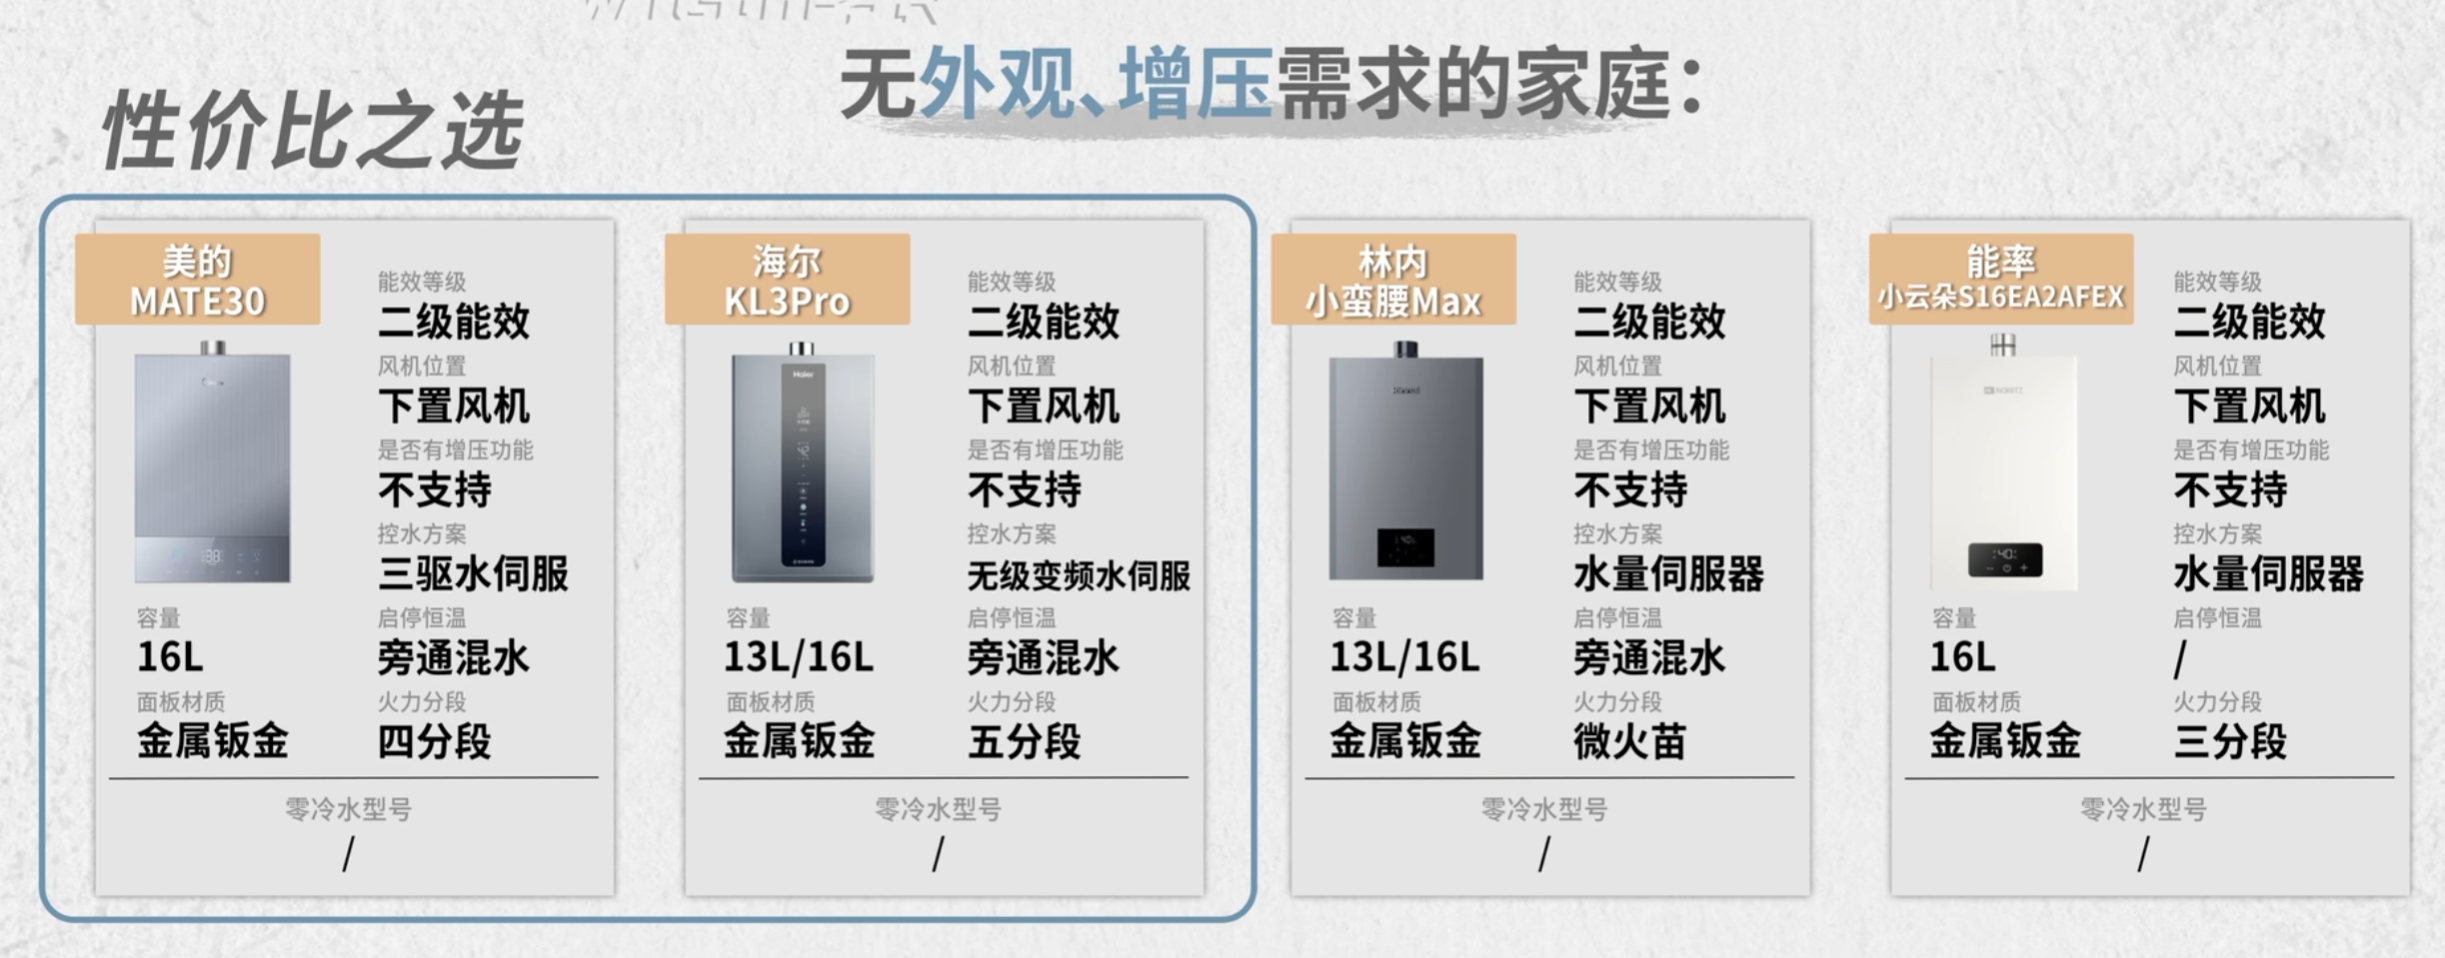 无外观、增压需求的家庭：
性价比之选
美的
MATE30
能效等级
二级能效
风机位置
下置风机
是否有增压功能
不支持
控水方案
三驱水伺服
容量
16L
启停恒温
旁通混水
面板材质
金属钣金
火力分段
四分段
零冷水型号
/
海尔
KL3Pro
Haier
能效等级
二级能效
风机位置
下置风机
是否有增压功能
不支持
控水方案
无级变频水伺服
容量
13L/16L
启停恒温
旁通混水
面板材质
金属钣金
火力分段
五分段
零冷水型号
/
林内
小蛮腰Max
能效等级
二级能效
风机位置
下置风机
是否有增压功能
不支持
控水方案
水量伺服器
容量
13L/16L
启停恒温
旁通混水
面板材质
金属钣金
火力分段
微火苗
零冷水型号
/
能率
小云朵S16EA2AFEX
NORITZ
40
能效等级
二级能效
风机位置
下置风机
是否有增压功能
不支持
控水方案
水量伺服器
容量
16L
启停恒温
/
面板材质
金属钣金
火力分段
三分段
零冷水型号
/